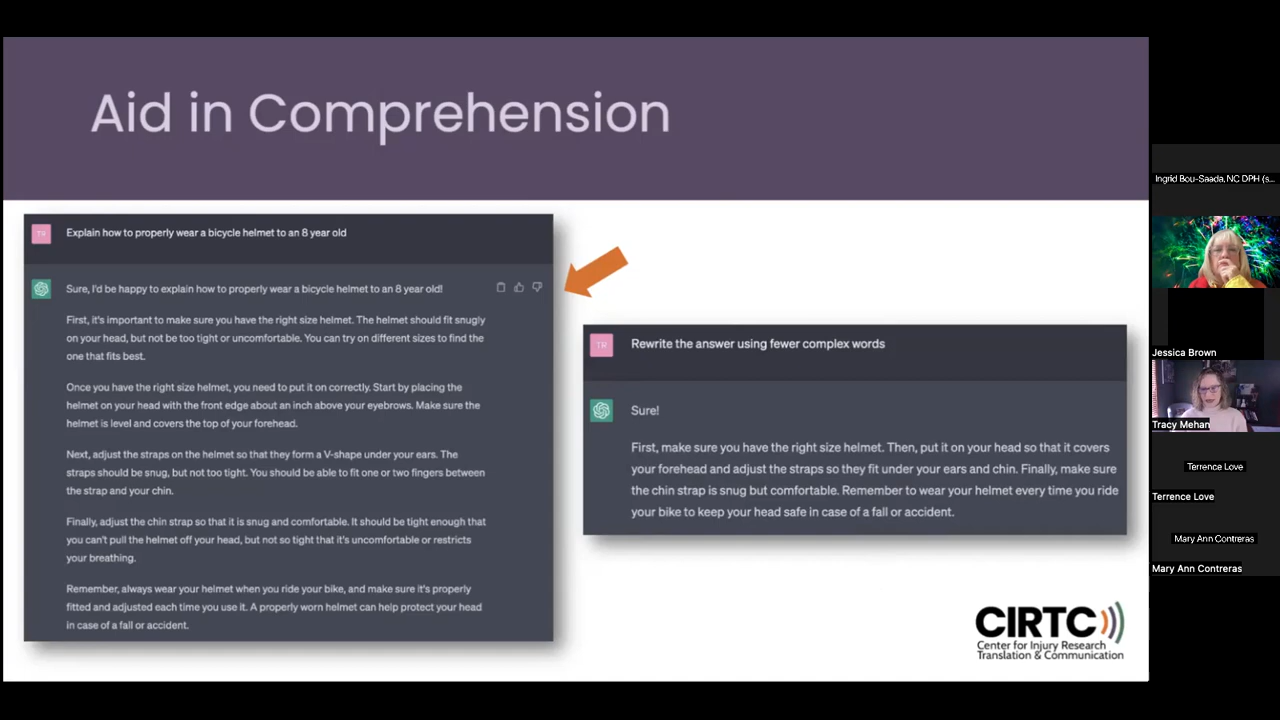 Aid in Comprehension
TR
Explain how to properly wear a bicycle helmet to an 8 year old
Sure, I'd be happy to explain how to properly wear a bicycle helmet to an 8 year old!
First, it's important to make sure you have the right size helmet. The helmet should fit snugly
on your head, but not be too tight or uncomfortable. You can try on different sizes to find the
one that fits best.
Once you have the right size helmet, you need to put it on correctly. Start by placing the
helmet on your head with the front edge about an inch above your eyebrows. Make sure the
helmet is level and covers the top of your forehead.
Next, adjust the straps on the helmet so that they form a V-shape under your ears. The
straps should be snug, but not too tight. You should be able to fit one or two fingers between
the strap and your chin.
Finally, adjust the chin strap so that it is snug and comfortable. It should be tight enough that
you can't pull the helmet off your head, but not so tight that it's uncomfortable or restricts
your breathing.
Remember, always wear your helmet when you ride your bike, and make sure it's properly
fitted and adjusted each time you use it. A properly worn helmet can help protect your head
in case of a fall or accident.
TR
Rewrite the answer using fewer complex words
Sure!
First, make sure you have the right size helmet. Then, put it on your head so that it covers
your forehead and adjust the straps so they fit under your ears and chin. Finally, make sure
the chin strap is snug but comfortable. Remember to wear your helmet every time you ride
your bike to keep your head safe in case of a fall or accident.
CIRTC
Center for Injury Research
Translation & Communication
Ingrid Bou-Saada, NC DPH (s...
Jessica Brown
Tracy Mehan
Terrence Love
Terrence Love
Mary Ann Contreras
Mary Ann Contreras